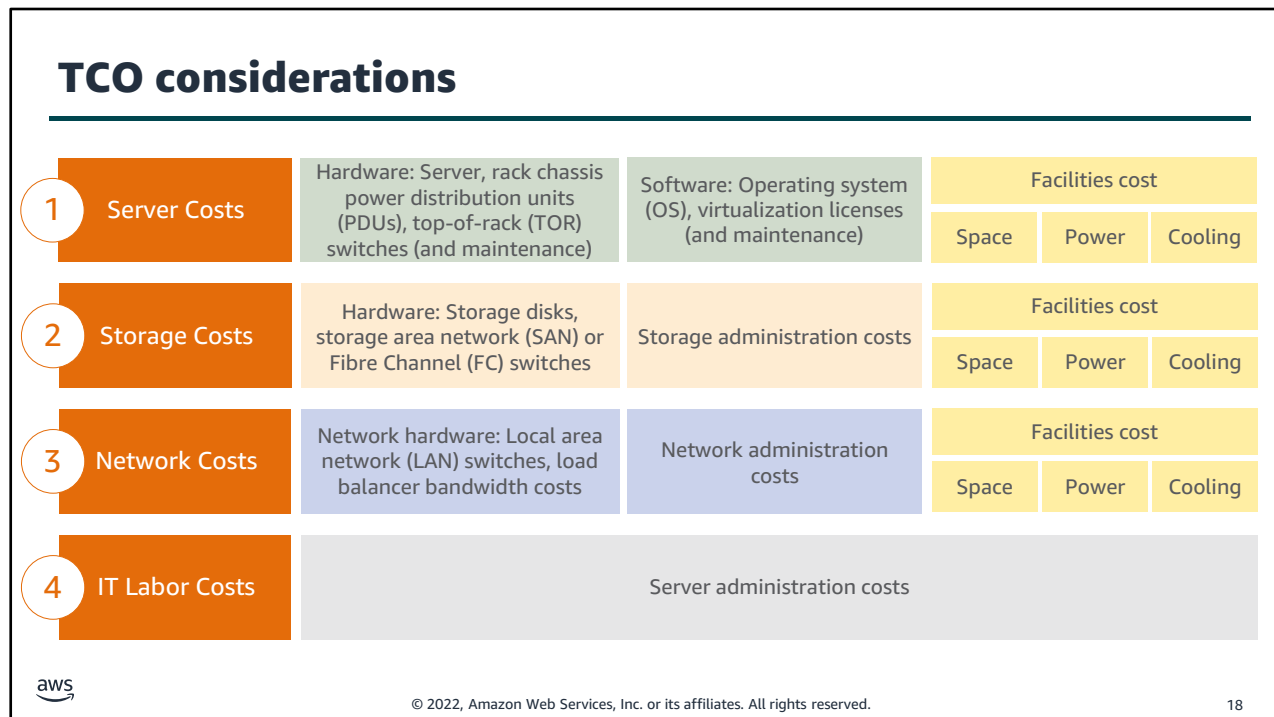 TCO considerations
1
Server Costs
Hardware: Server, rack chassis
power distribution units
(PDUs), top-of-rack (TOR)
switches (and maintenance)
Software: Operating system
(OS), virtualization licenses
(and maintenance)
Facilities cost
Space
Power
Cooling
2
Storage Costs
Hardware: Storage disks,
storage area network (SAN) or
Fibre Channel (FC) switches
Storage administration costs
Facilities cost
Space
Power
Cooling
3
Network Costs
Network hardware: Local area
network (LAN) switches, load
balancer bandwidth costs
Network administration
costs
Facilities cost
Space
Power
Cooling
4
IT Labor Costs
Server administration costs
aws
© 2022, Amazon Web Services, Inc. or its affiliates. All rights reserved.
18